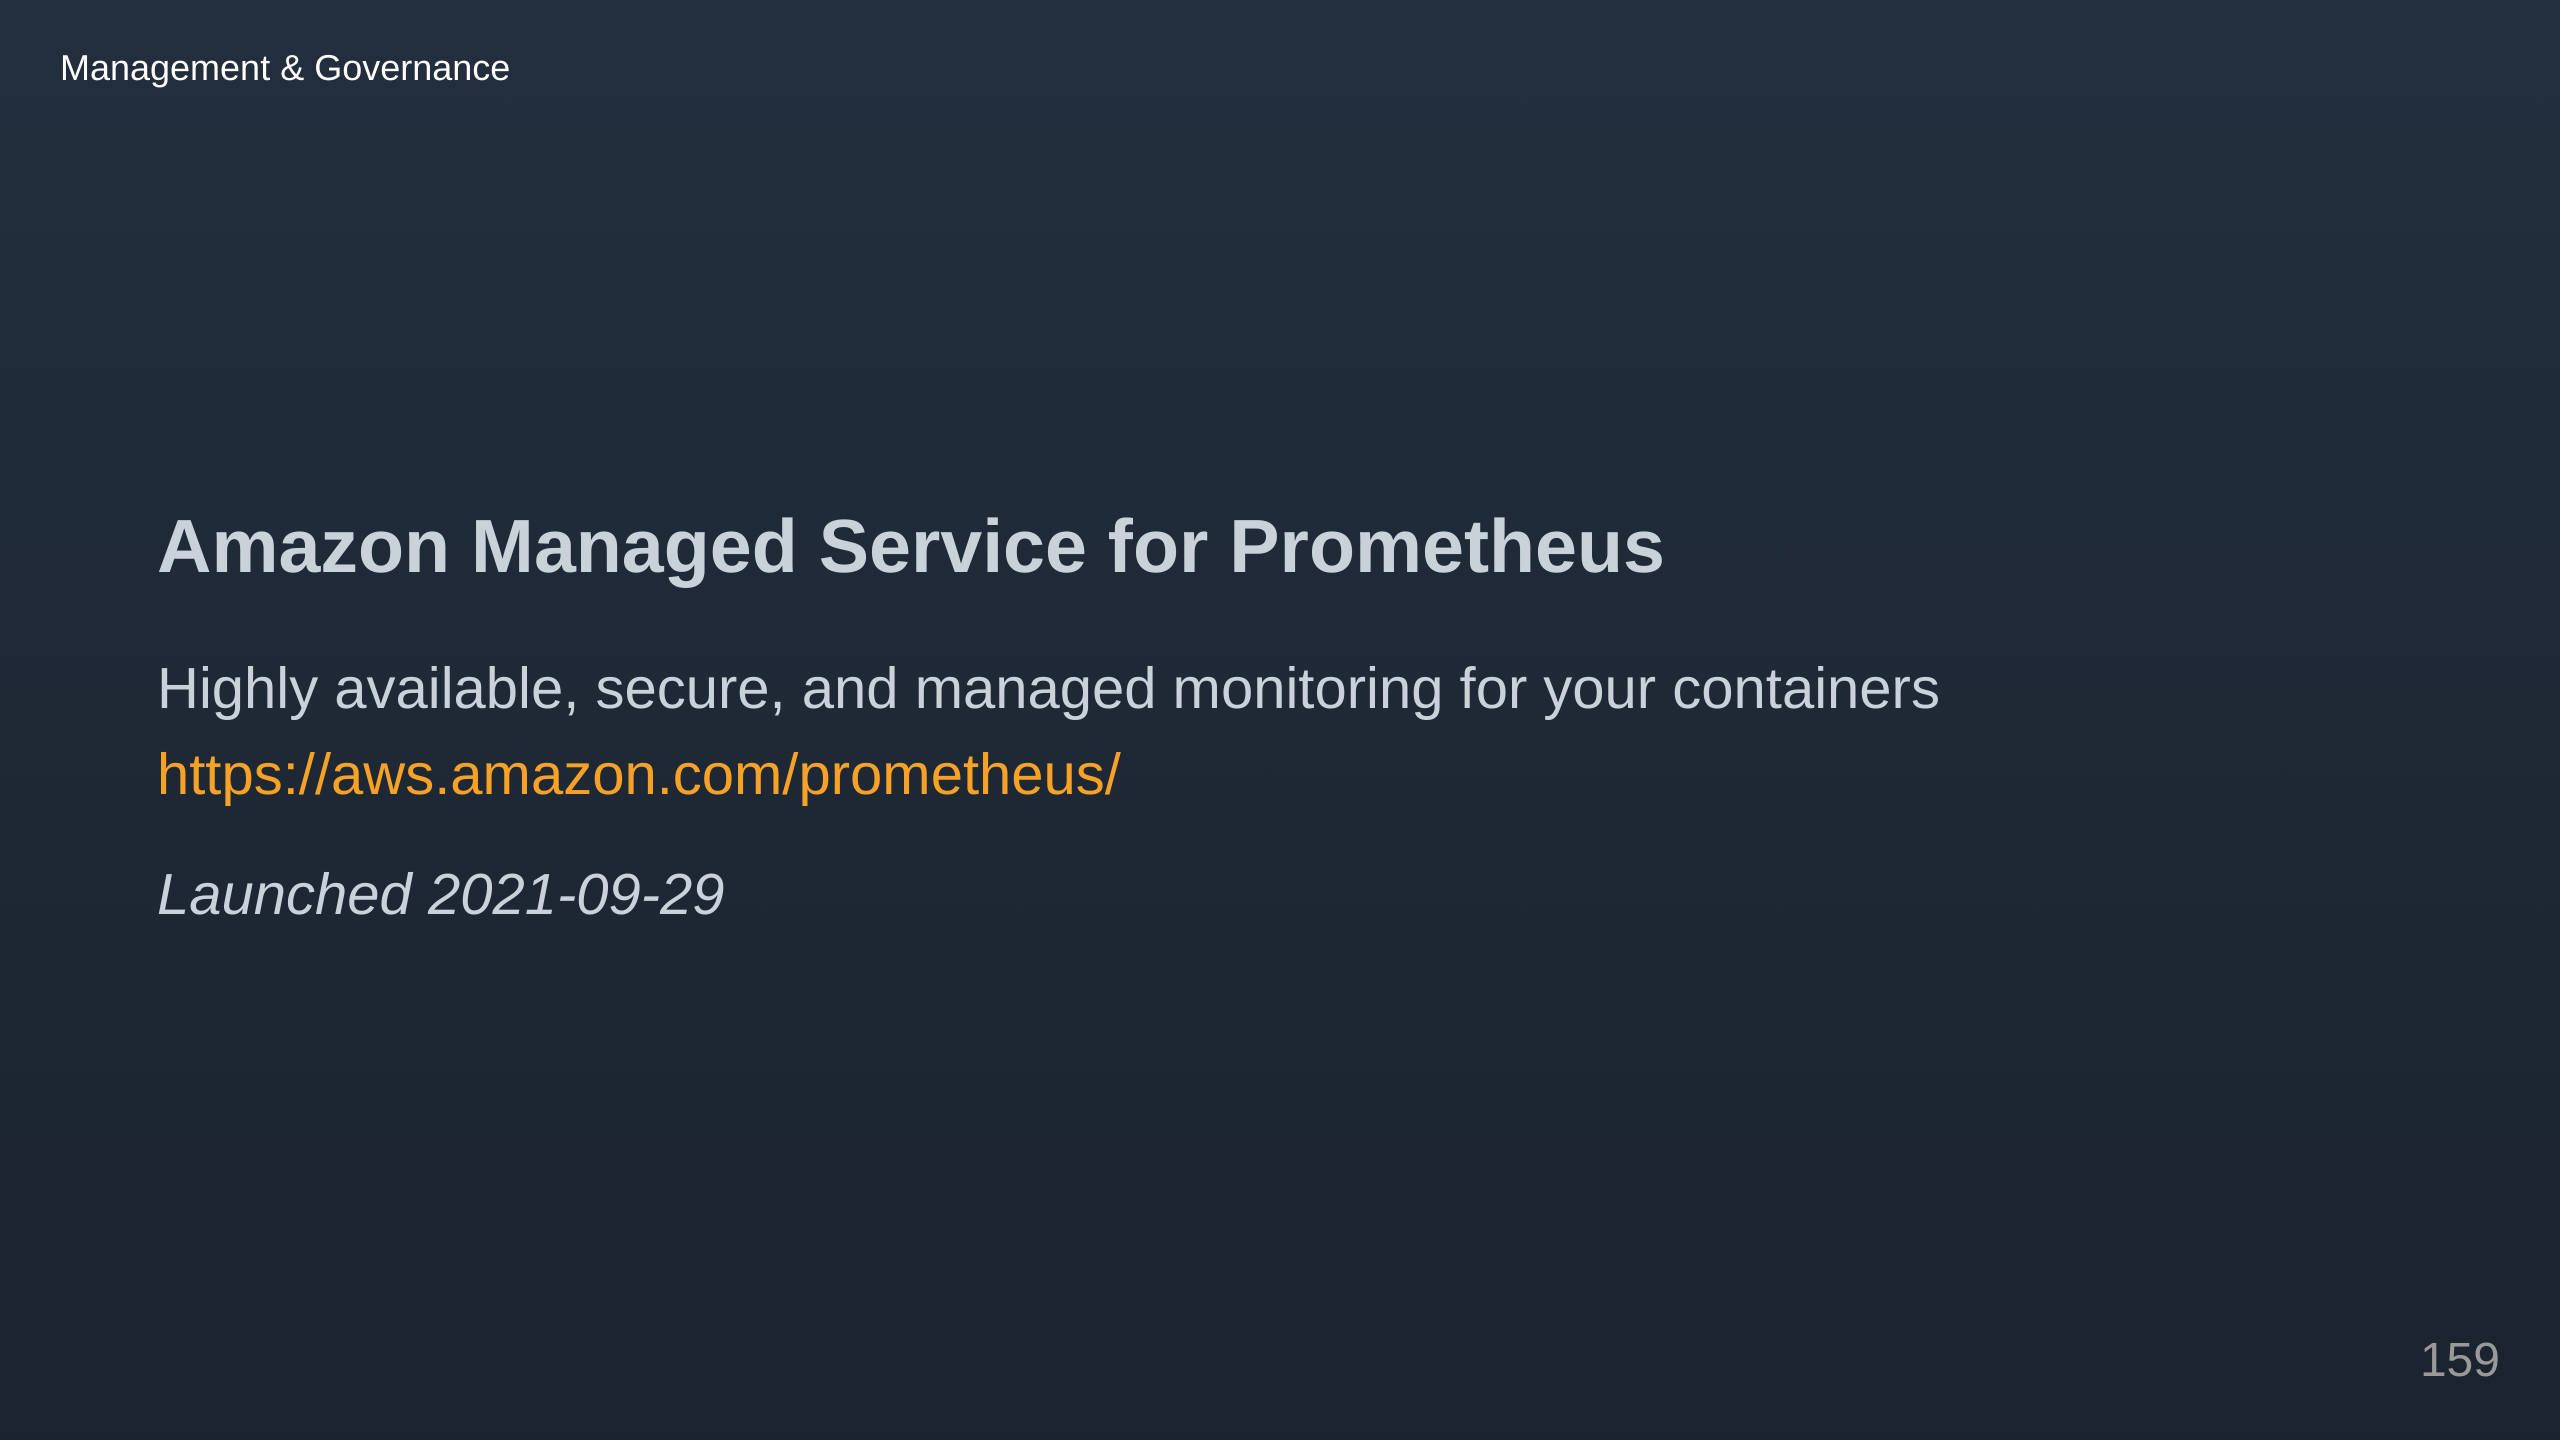 Management & Governance
Amazon Managed Service for Prometheus
Highly available, secure, and managed monitoring for your containers
https://aws.amazon.com/prometheus/
Launched 2021-09-29
159